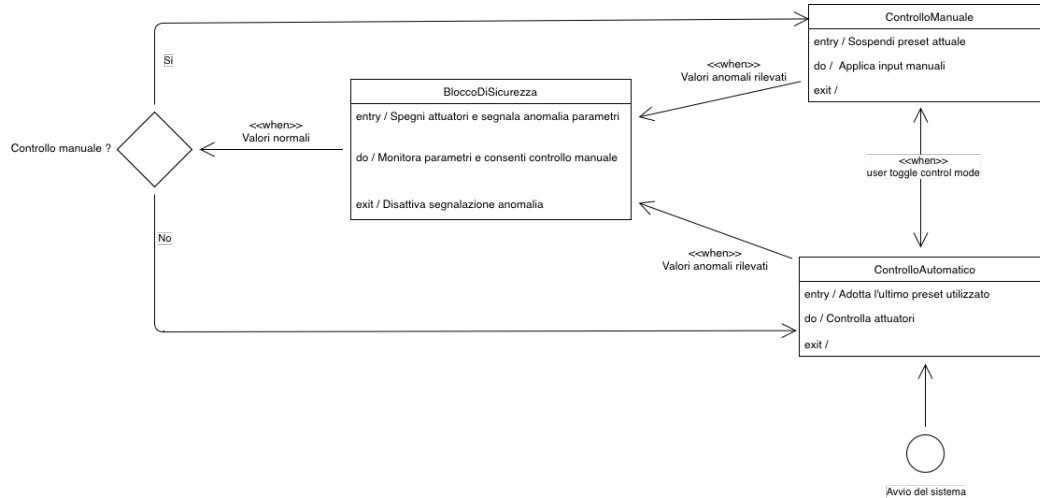 ControlloManuale
entry / Sospendi preset attuale
do / Applica input manuali
exit /
Si
<<when>>
Valori anomali rilevati
BloccoDiSicurezza
entry / Spegni attuatori e segnala anomalia parametri
do / Monitora parametri e consenti controllo manuale
exit / Disattiva segnalazione anomalia
<<when>>
Valori normali
Controllo manuale ?
<<when>>
user toggle control mode
No
<<when>>
Valori anomali rilevati
ControlloAutomatico
entry / Adotta l'ultimo preset utilizzato
do / Controlla attuatori
exit /
Avvio del sistema